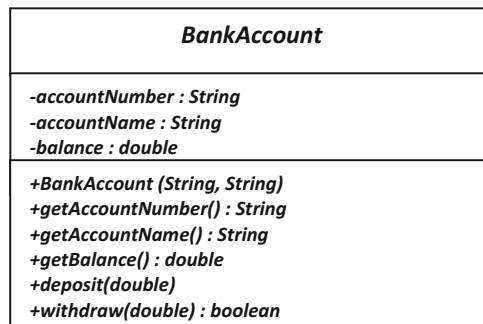 BankAccount
-accountNumber : String
-accountName : String
-balance : double
+BankAccount (String, String)
+getAccountNumber() : String
+getAccountName() : String
+getBalance() : double
+deposit(double)
+withdraw(double) : boolean